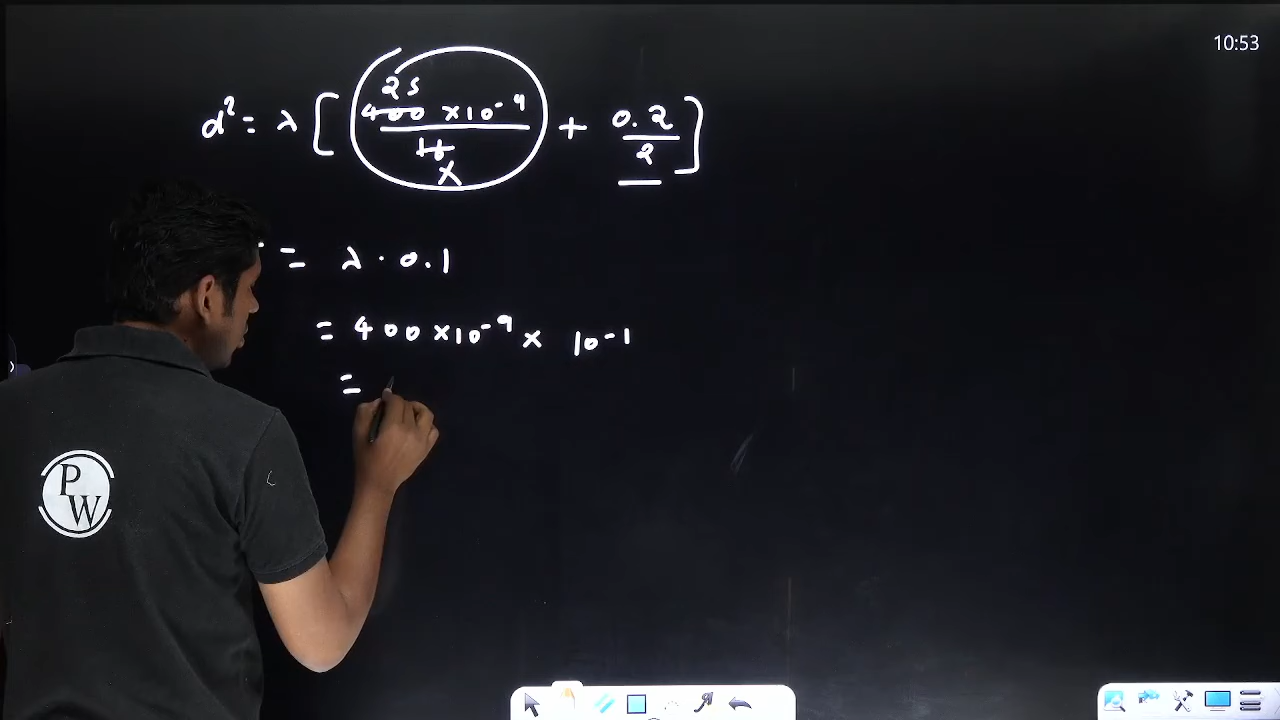 10:53
25
d² = λ [ 400 × 10⁻⁹ / 16 + 0.2 / 2 ]
= λ · 0.1
= 400 × 10⁻⁹ × 10⁻¹
=
PW